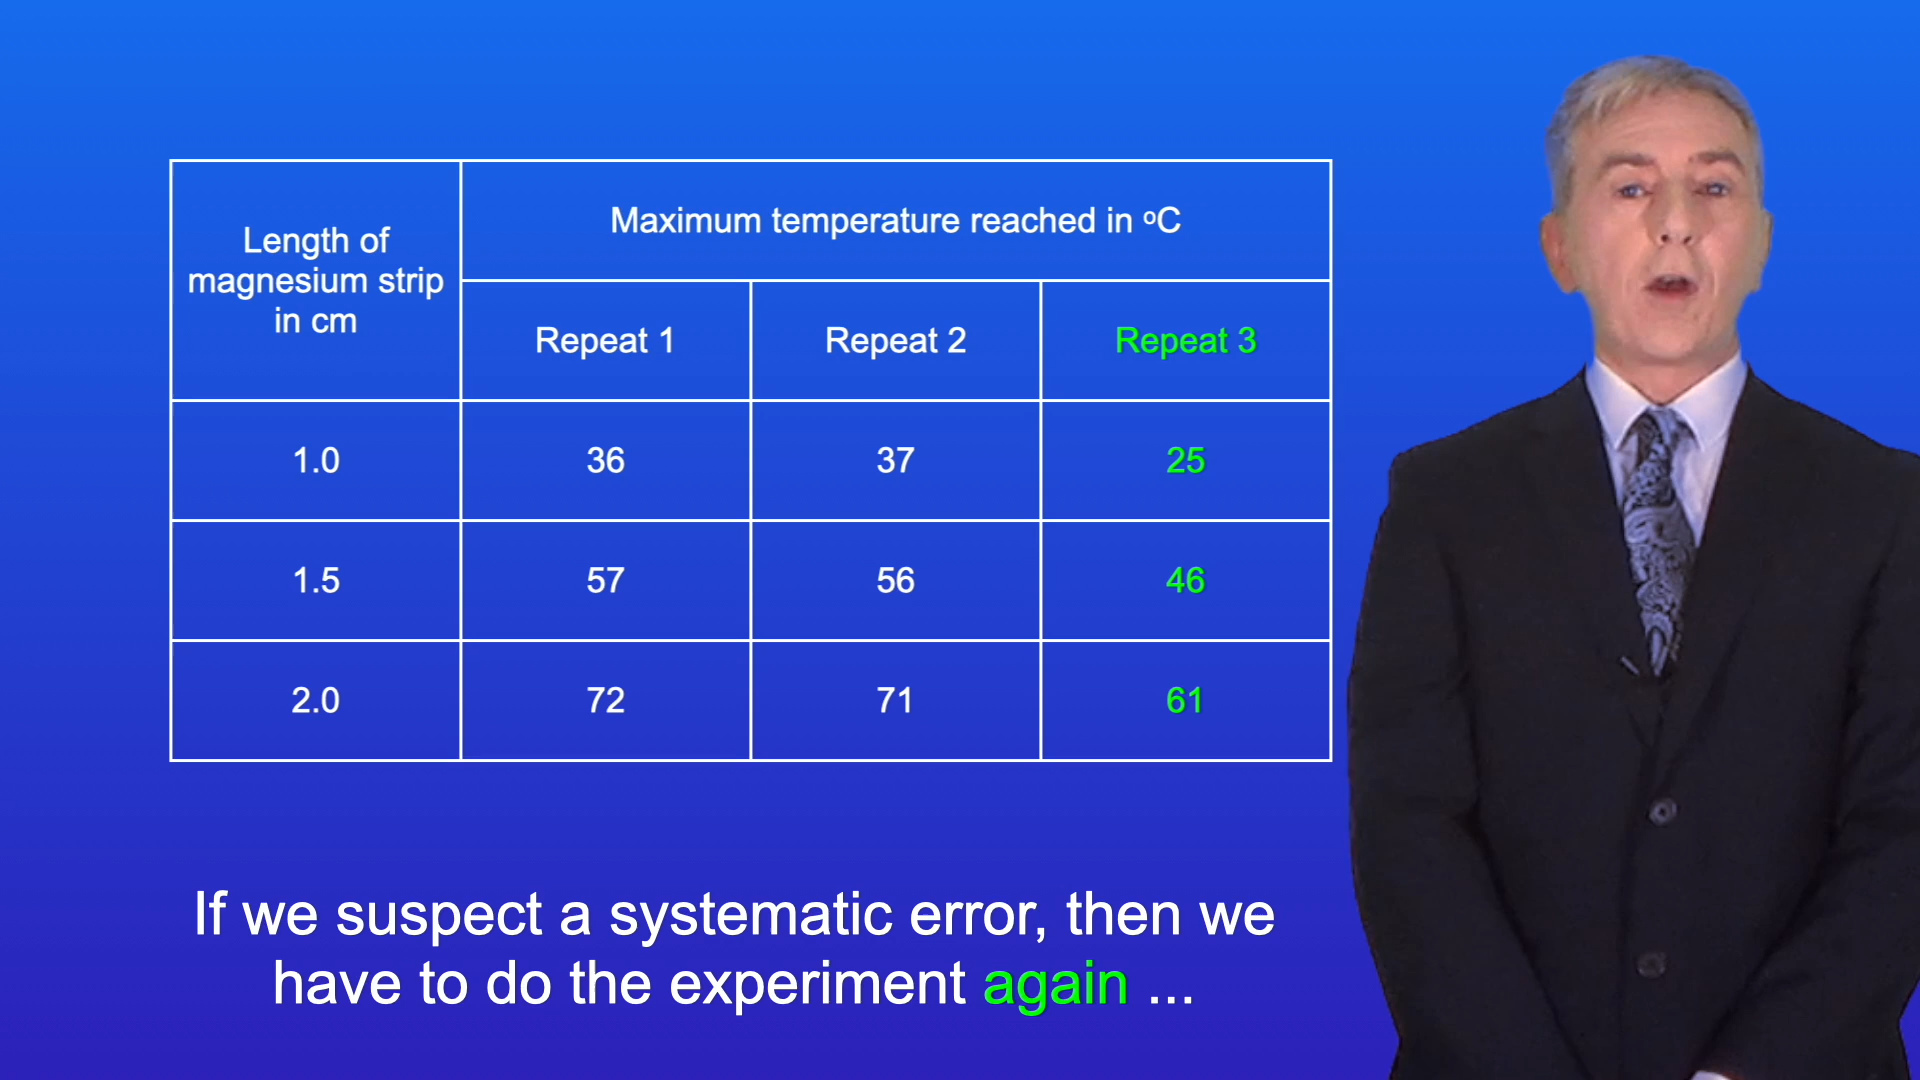 Length of
magnesium strip
in cm
Maximum temperature reached in ºC
Repeat 1
Repeat 2
Repeat 3
1.0
36
37
25
1.5
57
56
46
2.0
72
71
61
If we suspect a systematic error, then we
have to do the experiment again ...